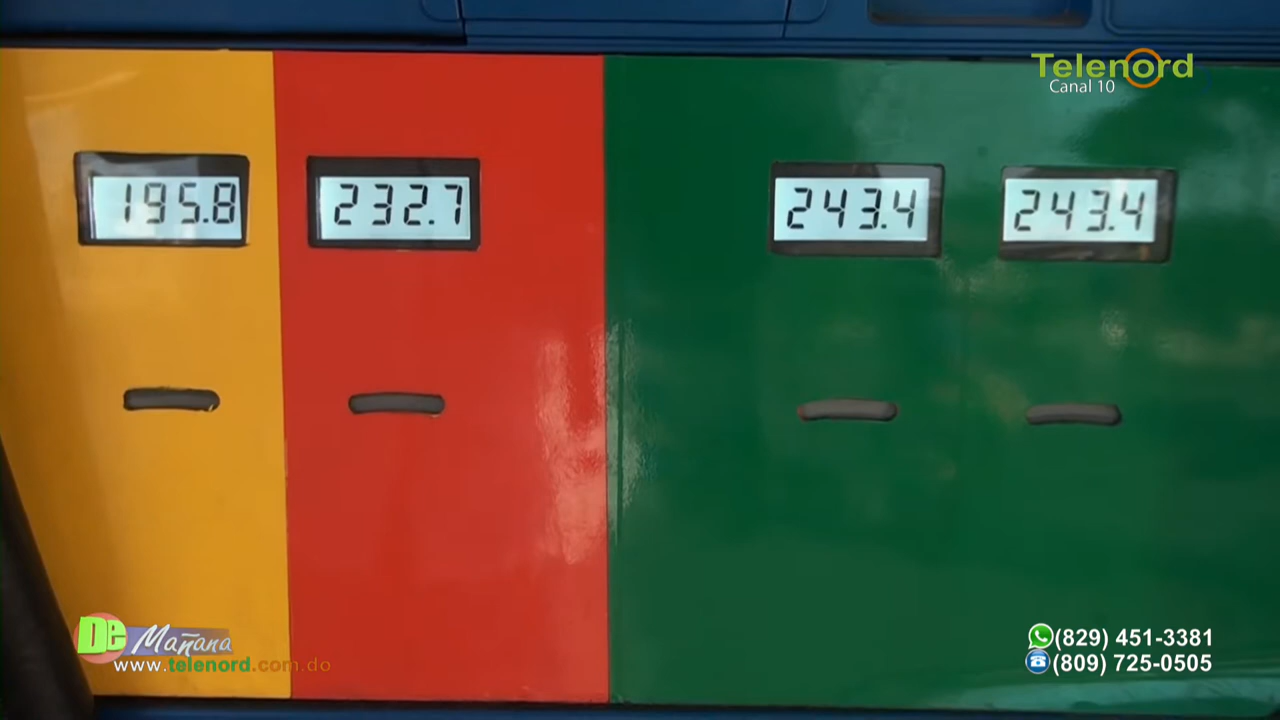 Telenord
Canal 10
195.8
232.7
243.4
243.4
De Mañana
www.telenord.com.do
(829) 451-3381
(809) 725-0505